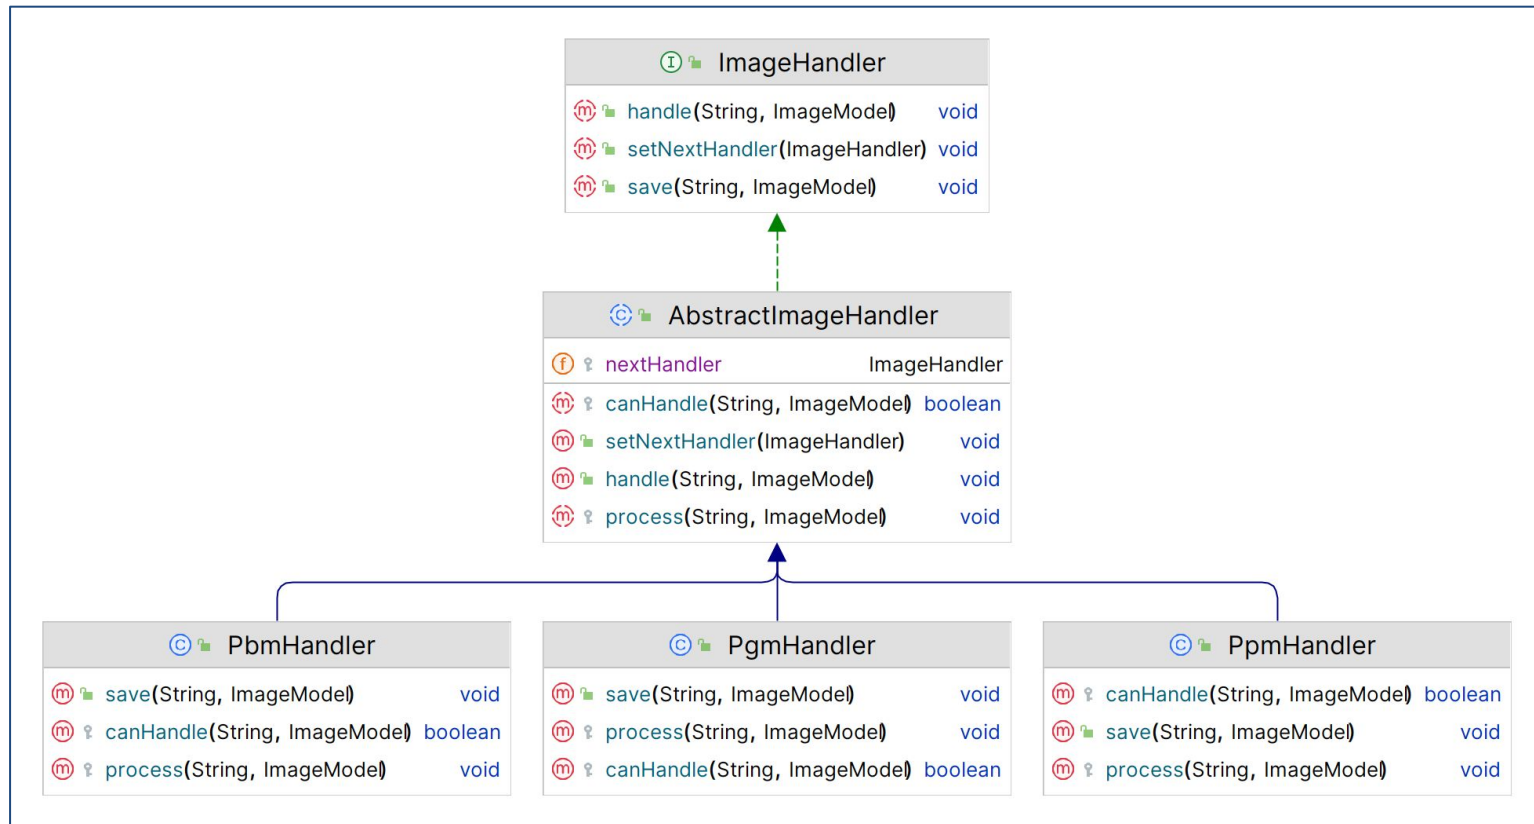 ImageHandler
handle(String, ImageModel) void
setNextHandler(ImageHandler) void
save(String, ImageModel) void
AbstractImageHandler
nextHandler ImageHandler
canHandle(String, ImageModel) boolean
setNextHandler(ImageHandler) void
handle(String, ImageModel) void
process(String, ImageModel) void
PbmHandler
save(String, ImageModel) void
canHandle(String, ImageModel) boolean
process(String, ImageModel) void
PgmHandler
save(String, ImageModel) void
process(String, ImageModel) void
canHandle(String, ImageModel) boolean
PpmHandler
canHandle(String, ImageModel) boolean
save(String, ImageModel) void
process(String, ImageModel) void